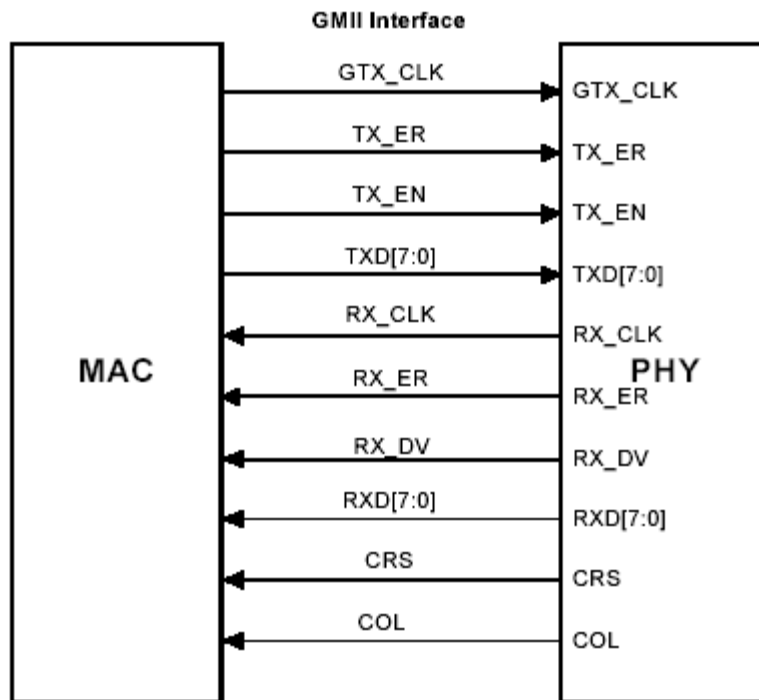 GMII Interface
GTX_CLK
GTX_CLK
TX_ER
TX_ER
TX_EN
TX_EN
TXD[7:0]
TXD[7:0]
RX_CLK
RX_CLK
MAC
PHY
RX_ER
RX_ER
RX_DV
RX_DV
RXD[7:0]
RXD[7:0]
CRS
CRS
COL
COL